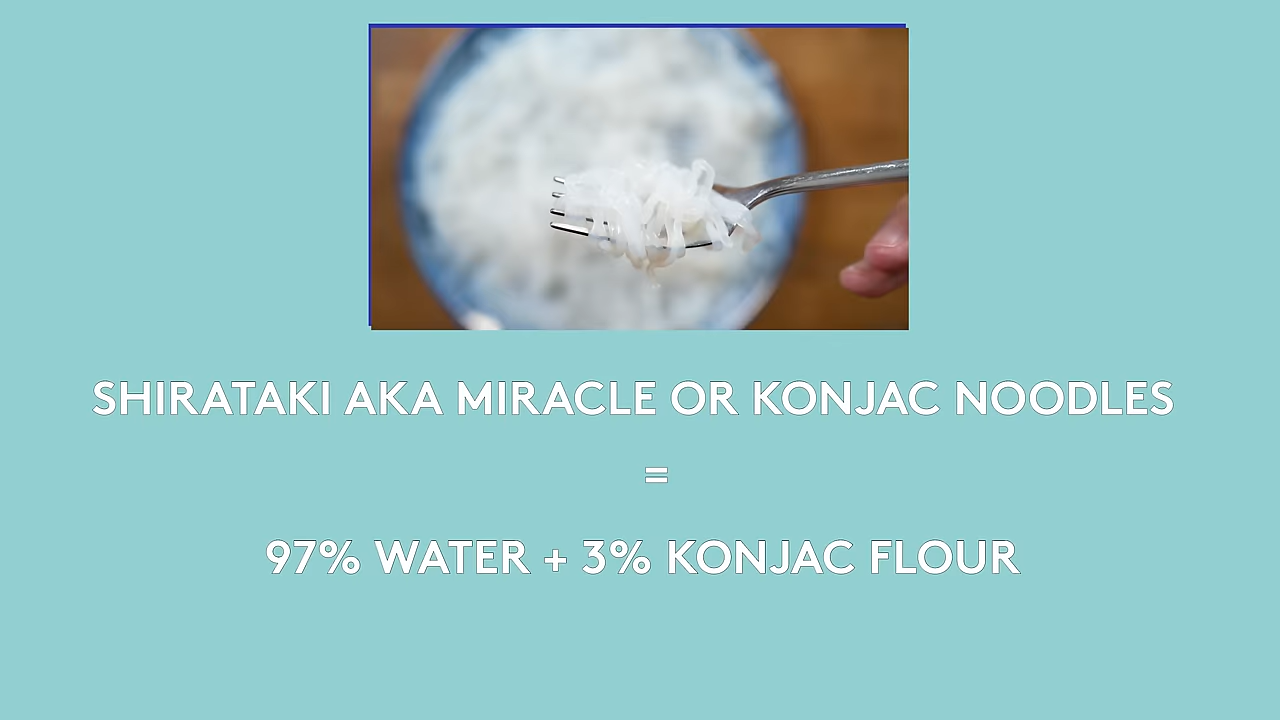 SHIRATAKI AKA MIRACLE OR KONJAC NOODLES
=
97% WATER + 3% KONJAC FLOUR